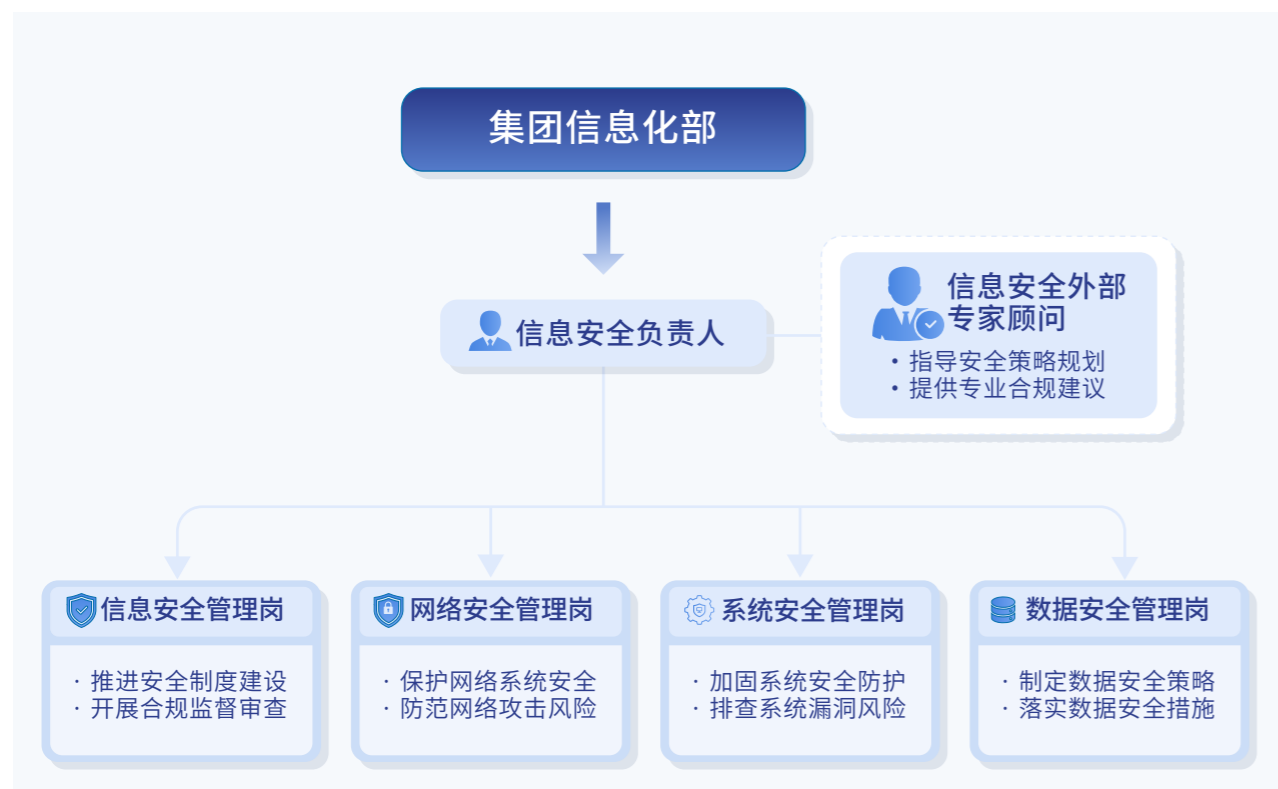 集团信息化部
信息安全负责人
信息安全外部
专家顾问
• 指导安全策略规划
• 提供专业合规建议
信息安全管理岗
· 推进安全制度建设
· 开展合规监督审查
网络安全管理岗
· 保护网络系统安全
· 防范网络攻击风险
系统安全管理岗
· 加固系统安全防护
· 排查系统漏洞风险
数据安全管理岗
· 制定数据安全策略
· 落实数据安全措施